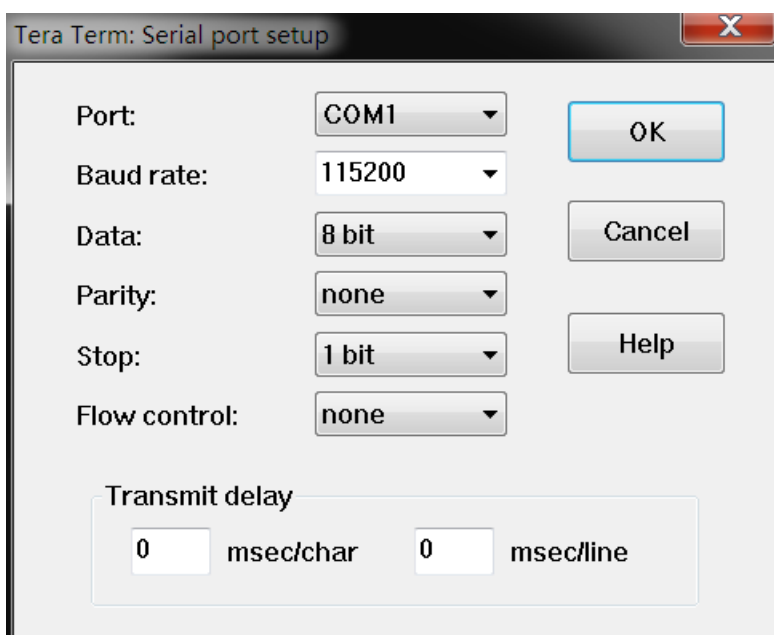 Tera Term: Serial port setup
X
Port: COM1 OK
Baud rate: 115200
Data: 8 bit Cancel
Parity: none
Stop: 1 bit Help
Flow control: none
Transmit delay
0 msec/char 0 msec/line